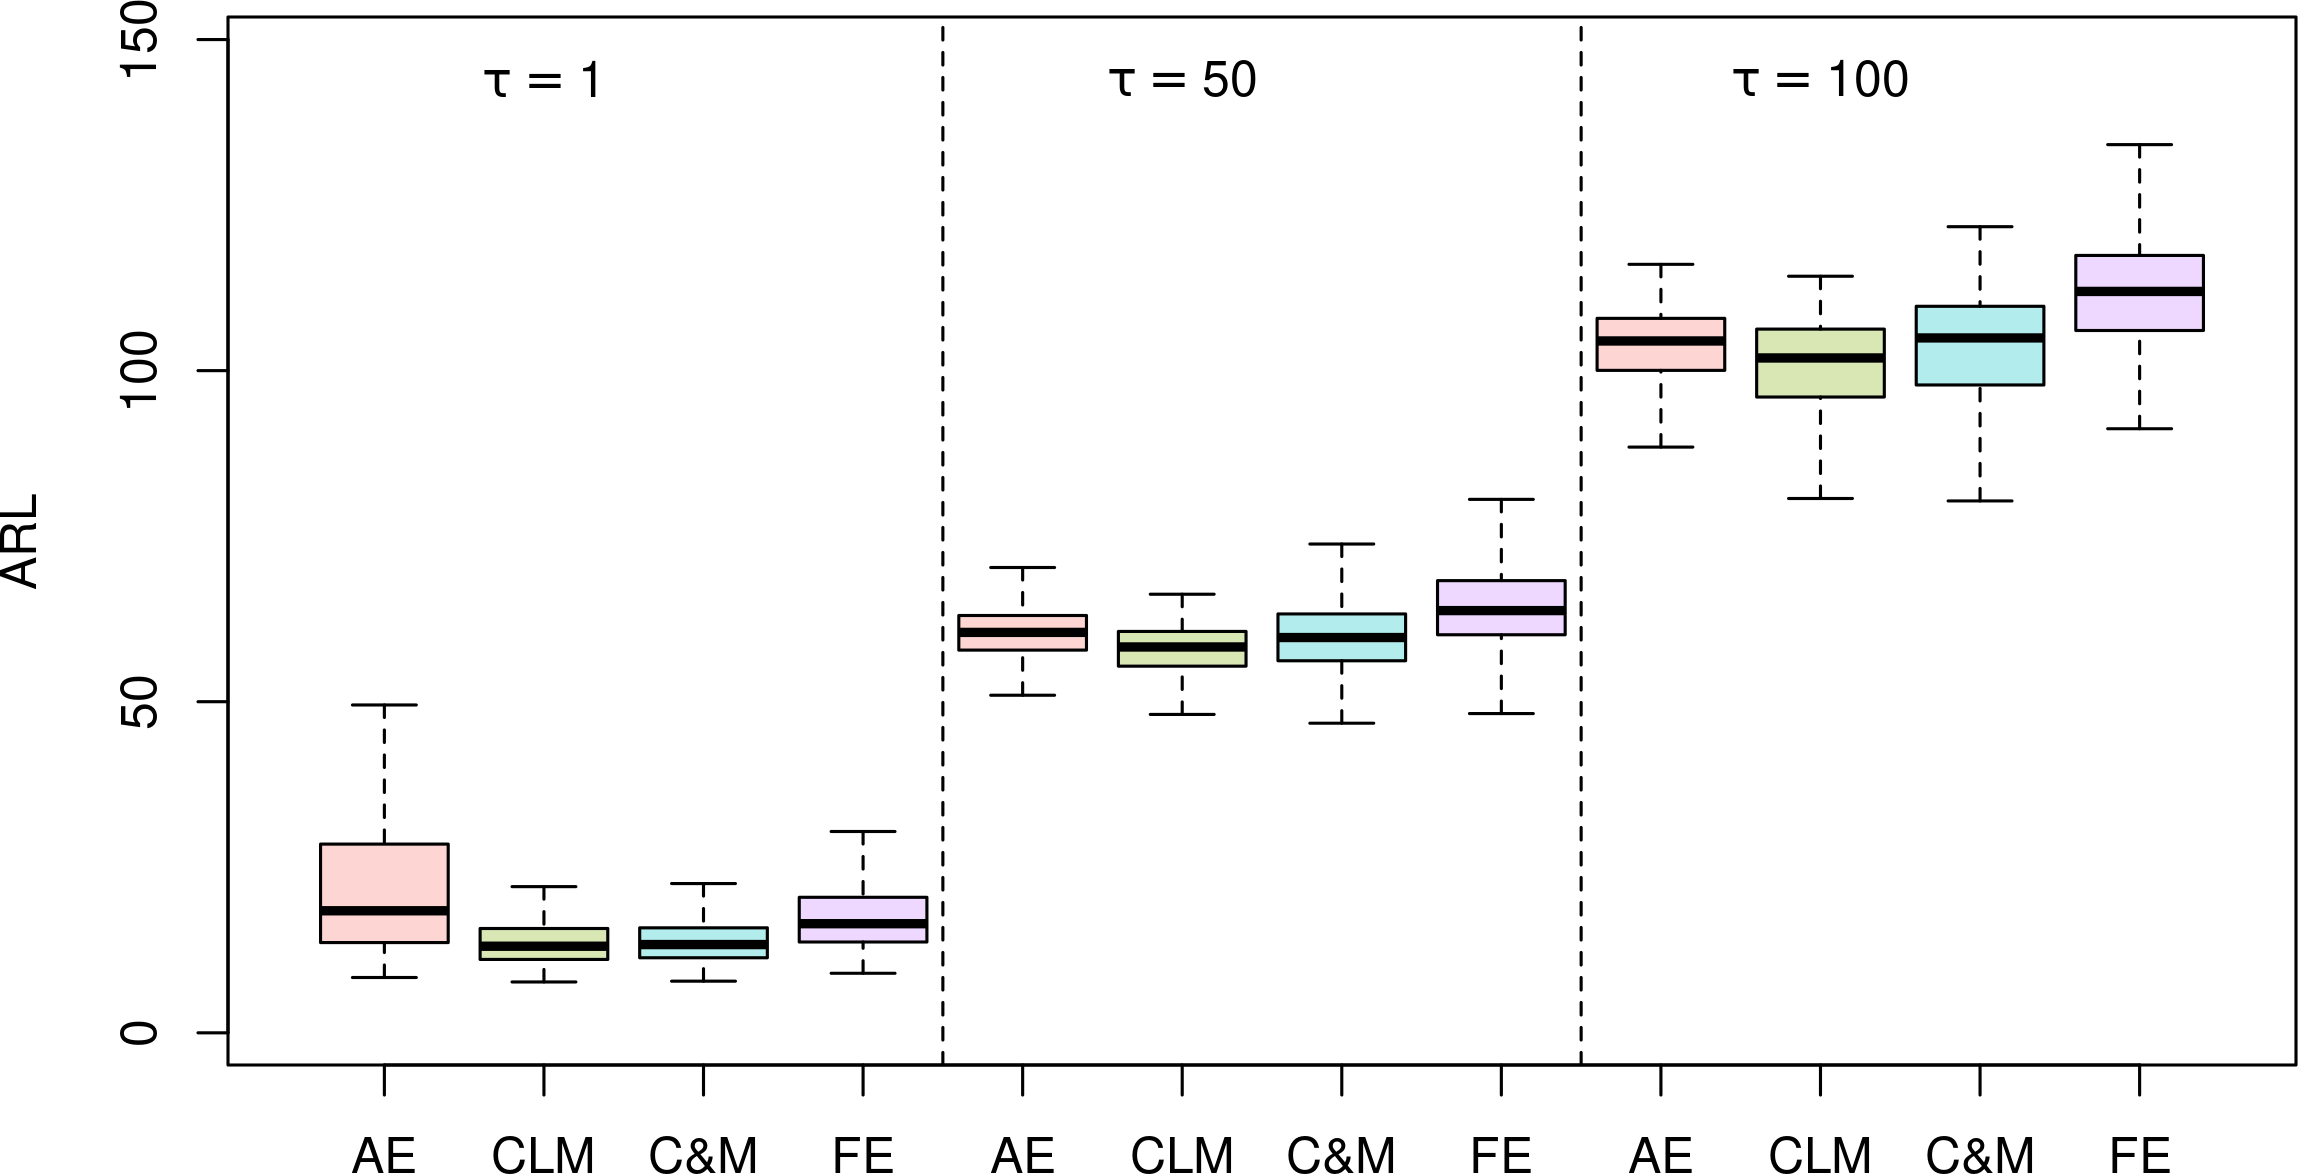 τ = 1
τ = 50
τ = 100
150
100
50
0
ARL
AE CLM C&M FE AE CLM C&M FE AE CLM C&M FE